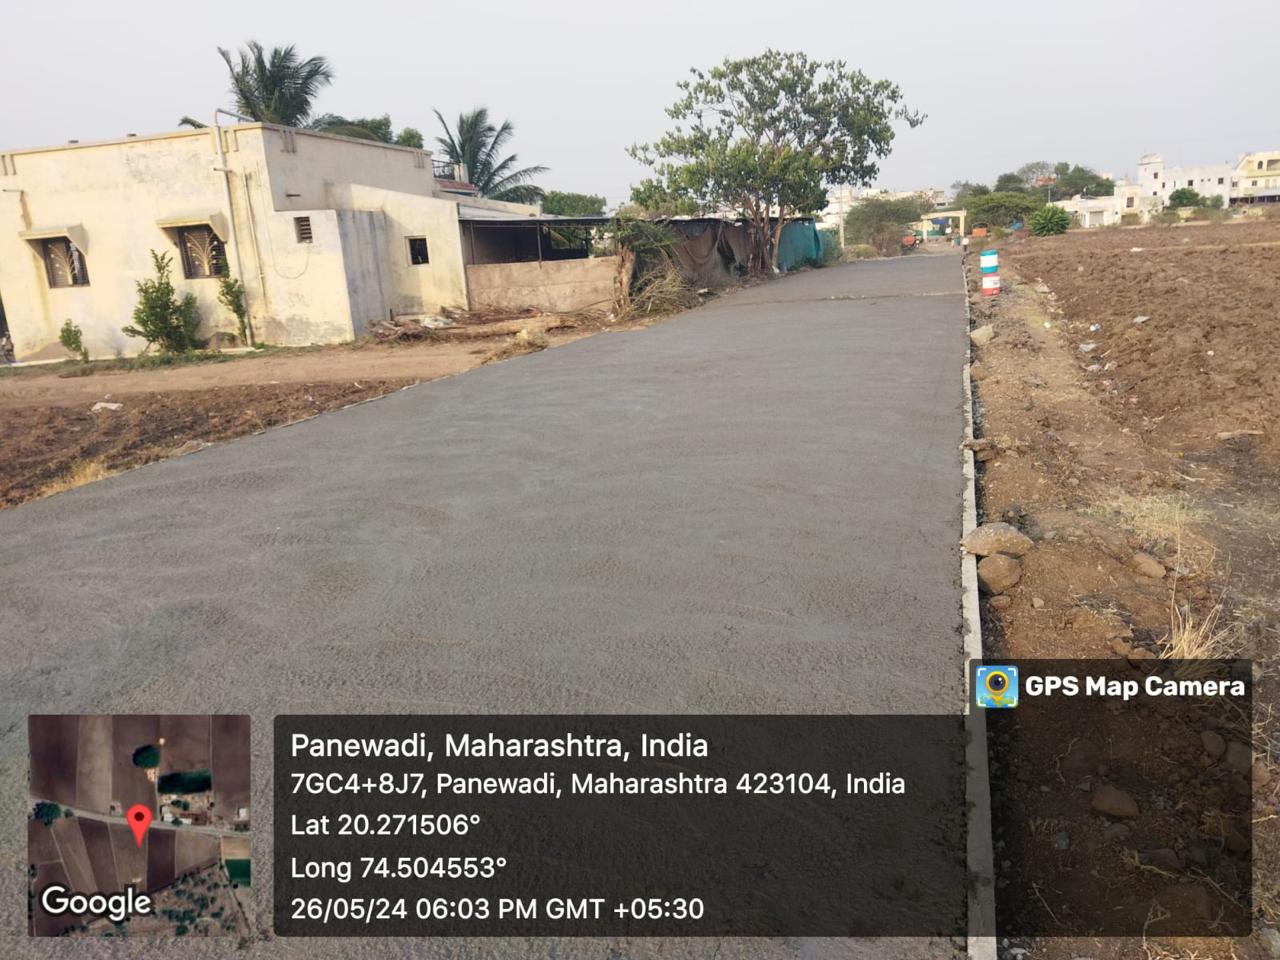 GPS Map Camera
Panewadi, Maharashtra, India
7GC4+8J7, Panewadi, Maharashtra 423104, India
Lat 20.271506°
Long 74.504553°
26/05/24 06:03 PM GMT +05:30
Google